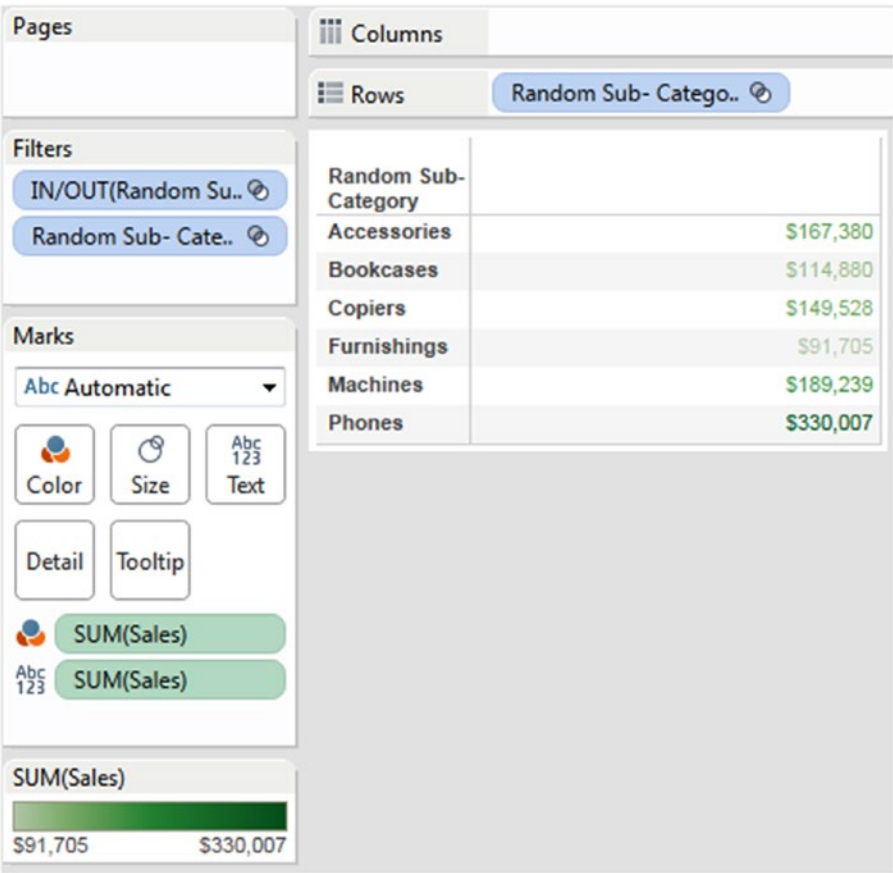 Pages
Columns
Rows
Random Sub- Catego..
Filters
IN/OUT(Random Su..
Random Sub- Cate..
Marks
Abc Automatic
Color
Size
Abc
123
Text
Detail
Tooltip
SUM(Sales)
Abc
123
SUM(Sales)
SUM(Sales)
$91,705 $330,007
Random Sub-
Category
Accessories $167,380
Bookcases $114,880
Copiers $149,528
Furnishings $91,705
Machines $189,239
Phones $330,007